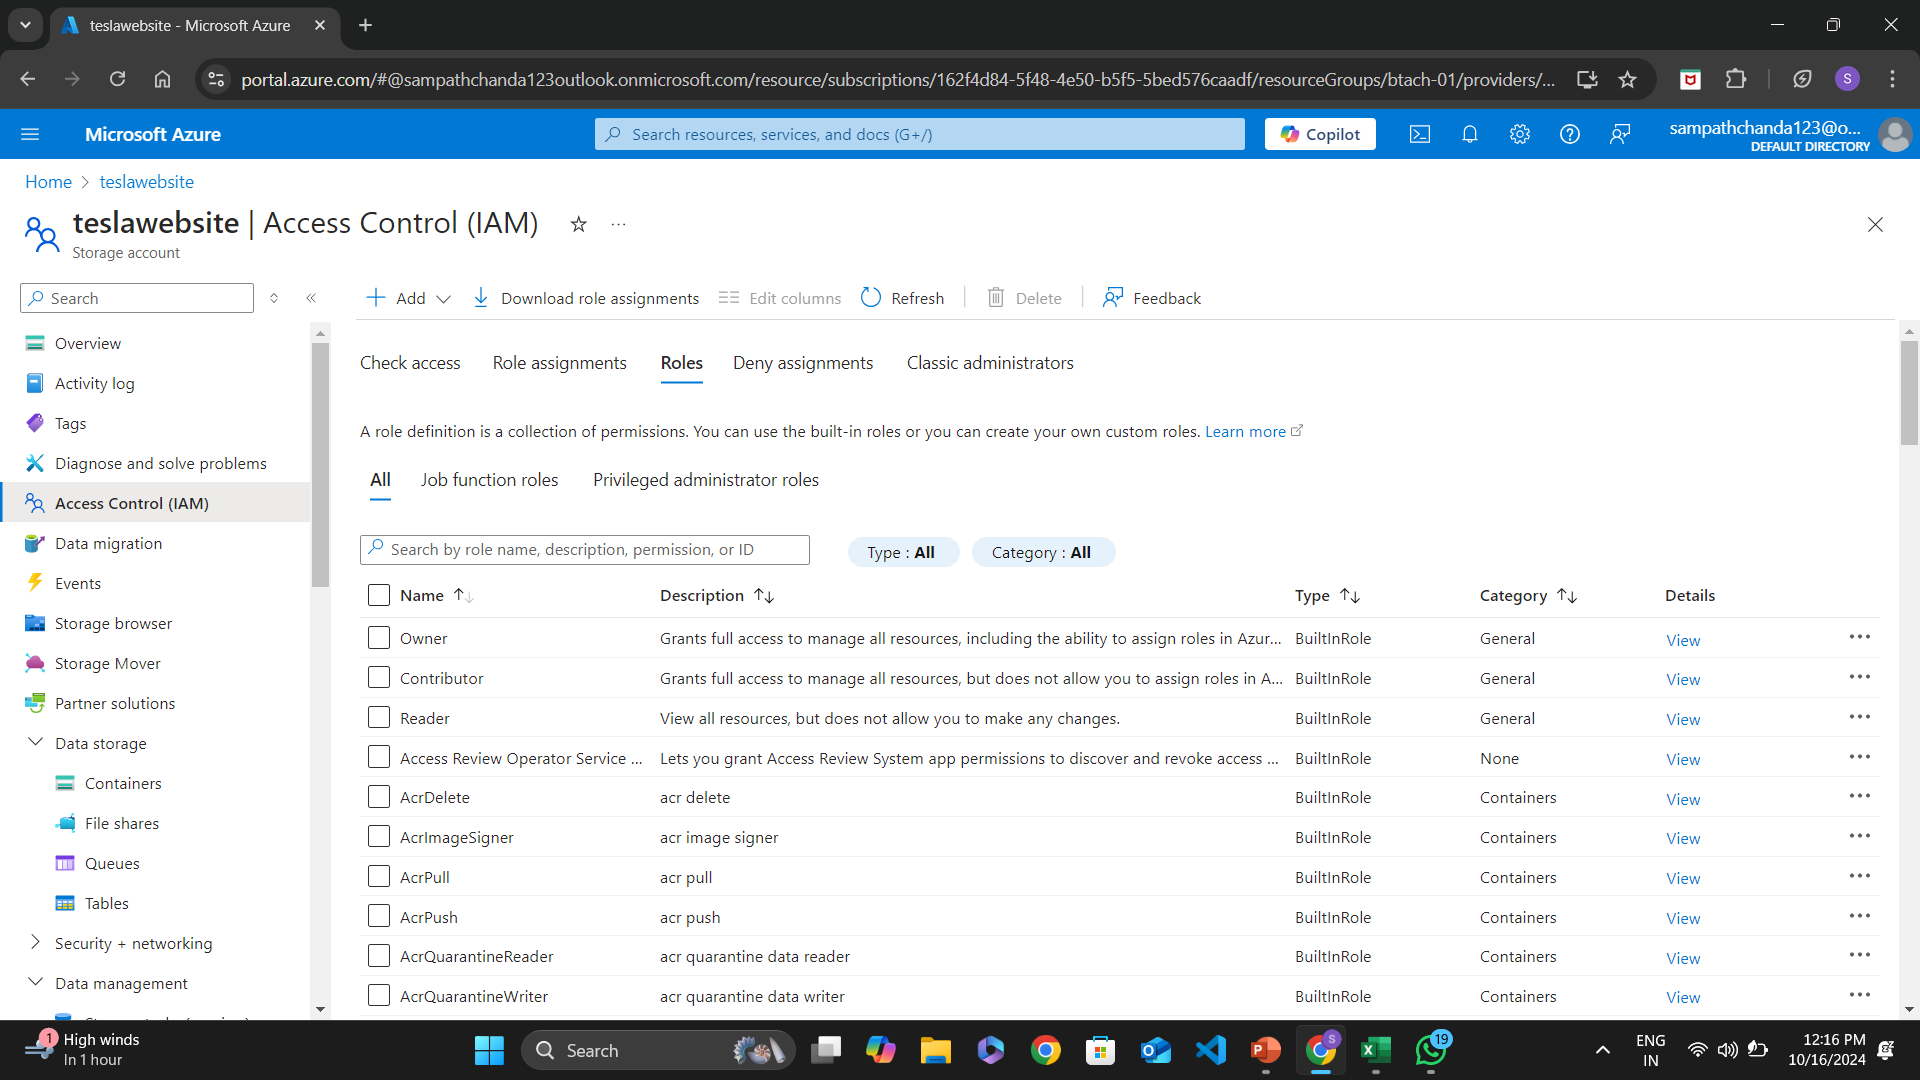 teslawebsite - Microsoft Azure
portal.azure.com/#@sampathchanda123outlook.onmicrosoft.com/resource/subscriptions/162f4d84-5f48-4e50-b5f5-5bed576caadf/resourceGroups/btach-01/providers/...
S
Microsoft Azure
Search resources, services, and docs (G+/)
Copilot
sampathchanda123@o...
DEFAULT DIRECTORY
Home > teslawebsite
teslawebsite | Access Control (IAM)
Storage account
Search
Add
Download role assignments
Edit columns
Refresh
Delete
Feedback
Overview
Activity log
Tags
Diagnose and solve problems
Access Control (IAM)
Data migration
Events
Storage browser
Storage Mover
Partner solutions
Data storage
Containers
File shares
Queues
Tables
Security + networking
Data management
Check access Role assignments Roles Deny assignments Classic administrators
A role definition is a collection of permissions. You can use the built-in roles or you can create your own custom roles. Learn more
All Job function roles Privileged administrator roles
Search by role name, description, permission, or ID
Type : All
Category : All
Name Description Type Category Details
Owner Grants full access to manage all resources, including the ability to assign roles in Azur... BuiltInRole General View
Contributor Grants full access to manage all resources, but does not allow you to assign roles in A... BuiltInRole General View
Reader View all resources, but does not allow you to make any changes. BuiltInRole General View
Access Review Operator Service ... Lets you grant Access Review System app permissions to discover and revoke access ... BuiltInRole None View
AcrDelete acr delete BuiltInRole Containers View
AcrImageSigner acr image signer BuiltInRole Containers View
AcrPull acr pull BuiltInRole Containers View
AcrPush acr push BuiltInRole Containers View
AcrQuarantineReader acr quarantine data reader BuiltInRole Containers View
AcrQuarantineWriter acr quarantine data writer BuiltInRole Containers View
1
High winds
In 1 hour
Search
S
19
ENG
IN
12:16 PM
10/16/2024